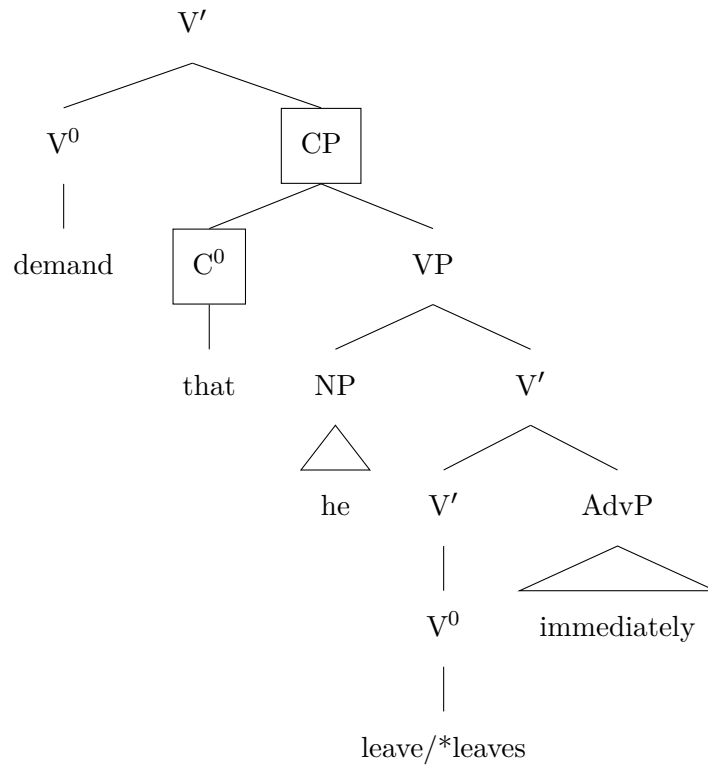 V′
V⁰ CP
demand C⁰ VP
that NP V′
he V′ AdvP
V⁰ immediately
leave/*leaves